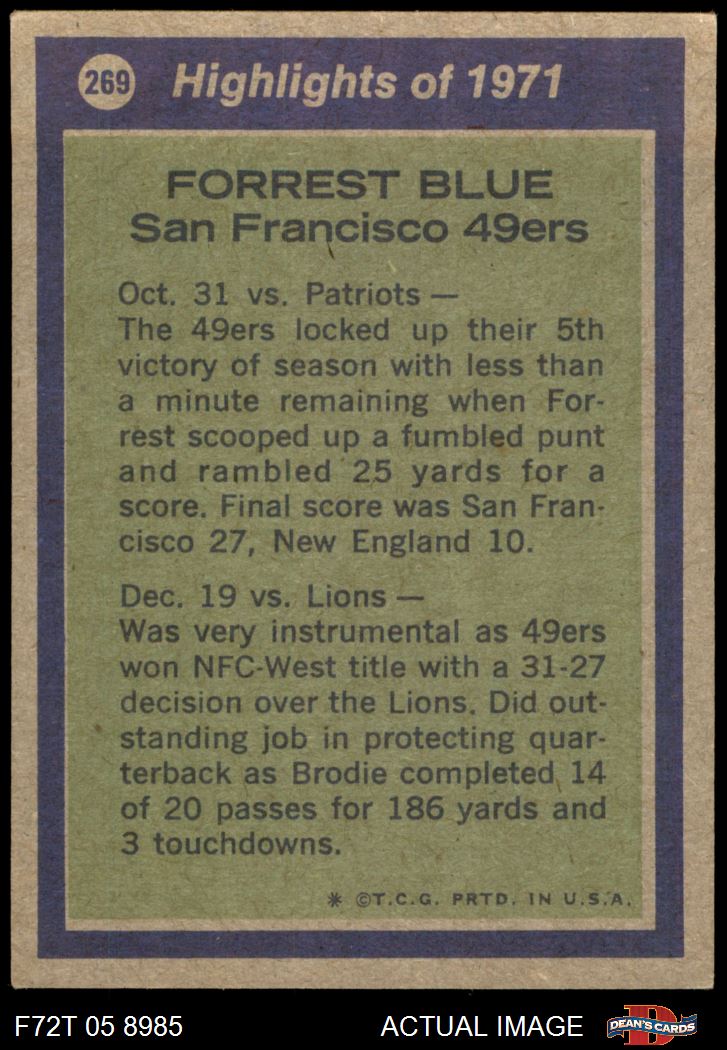 269 Highlights of 1971
FORREST BLUE
San Francisco 49ers
Oct. 31 vs. Patriots —
The 49ers locked up their 5th
victory of season with less than
a minute remaining when For-
rest scooped up a fumbled punt
and rambled 25 yards for a
score. Final score was San Fran-
cisco 27, New England 10.
Dec. 19 vs. Lions —
Was very instrumental as 49ers
won NFC-West title with a 31-27
decision over the Lions. Did out-
standing job in protecting quar-
terback as Brodie completed 14
of 20 passes for 186 yards and
3 touchdowns.
* ©T.C.G. PRTD. IN U.S.A.
F72T 05 8985 ACTUAL IMAGE D DEAN'S CARDS